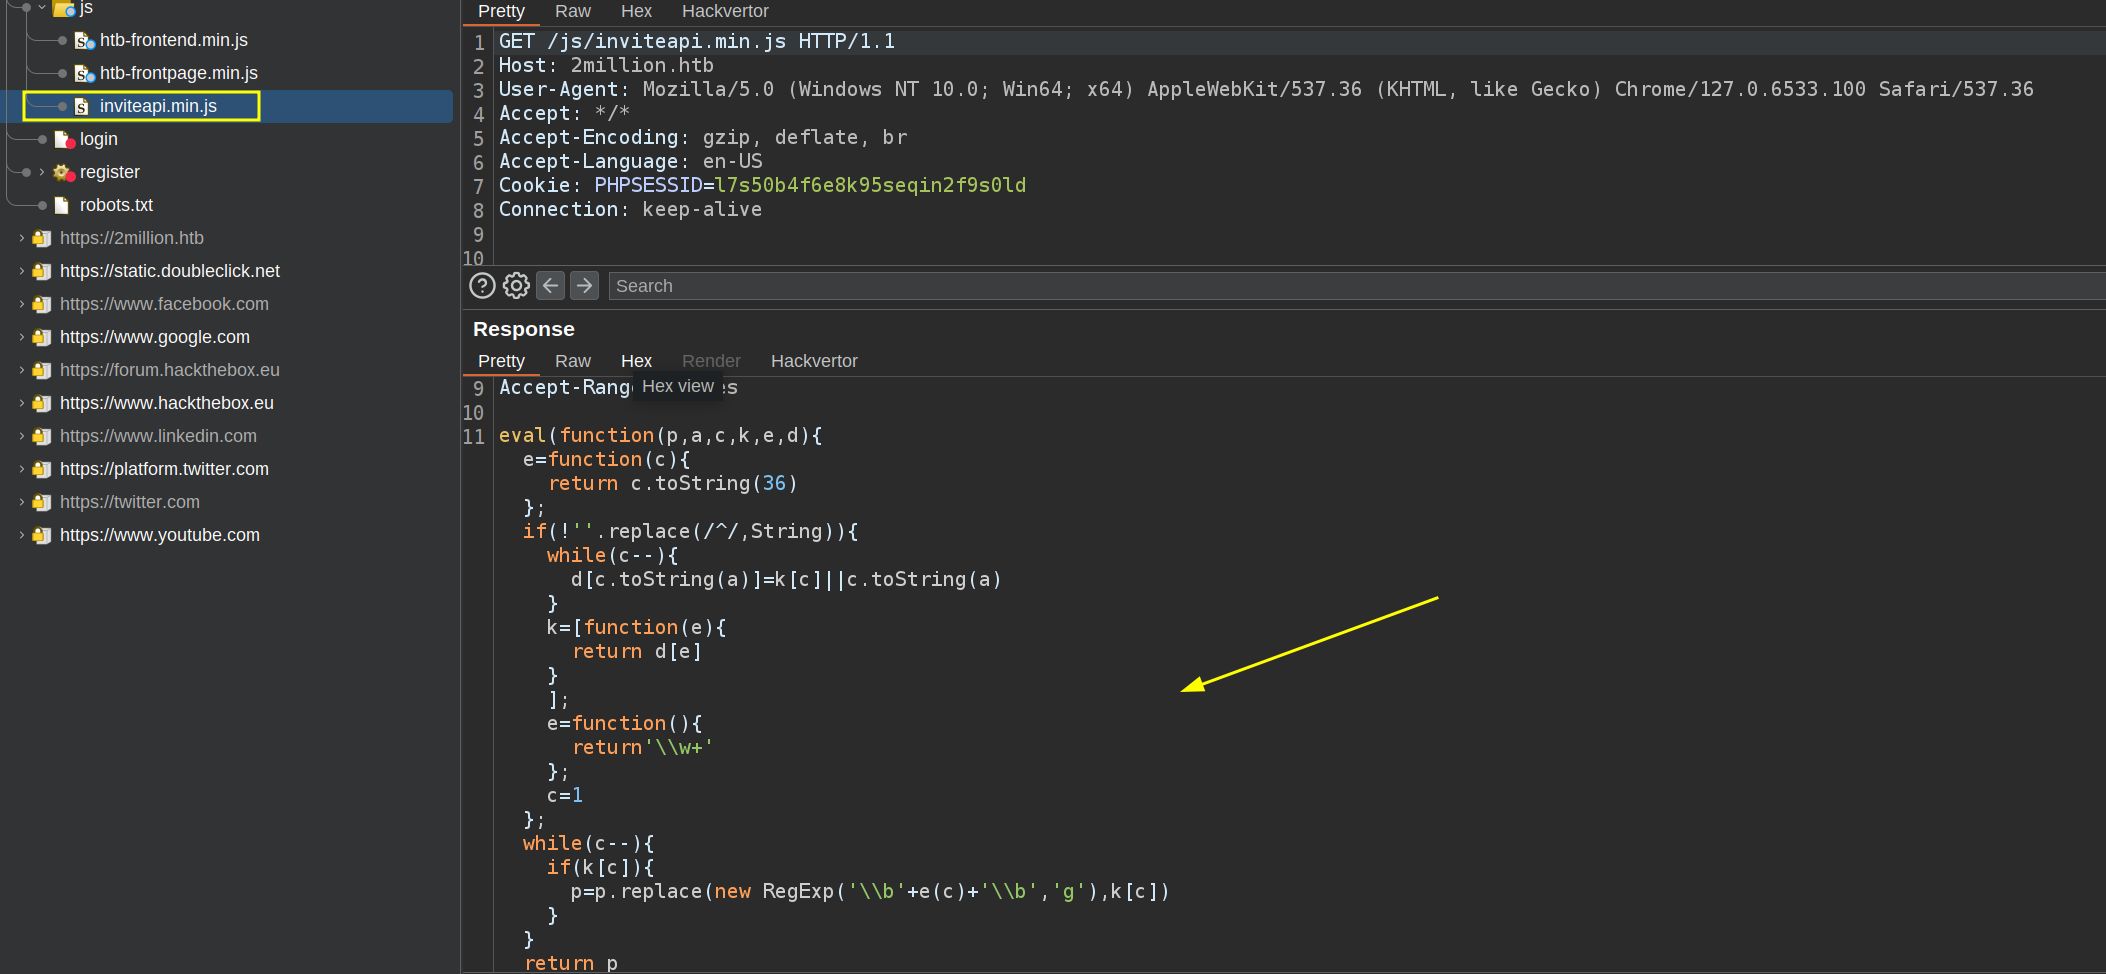 js
htb-frontend.min.js
htb-frontpage.min.js
inviteapi.min.js
login
register
robots.txt
https://2million.htb
https://static.doubleclick.net
https://www.facebook.com
https://www.google.com
https://forum.hackthebox.eu
https://www.hackthebox.eu
https://www.linkedin.com
https://platform.twitter.com
https://twitter.com
https://www.youtube.com
Pretty Raw Hex Hackvertor
1 GET /js/inviteapi.min.js HTTP/1.1
2 Host: 2million.htb
3 User-Agent: Mozilla/5.0 (Windows NT 10.0; Win64; x64) AppleWebKit/537.36 (KHTML, like Gecko) Chrome/127.0.6533.100 Safari/537.36
4 Accept: */*
5 Accept-Encoding: gzip, deflate, br
6 Accept-Language: en-US
7 Cookie: PHPSESSID=l7s50b4f6e8k95seqin2f9s0ld
8 Connection: keep-alive
9
10
Search
Response
Pretty Raw Hex Render Hackvertor
Hex view
9 Accept-Rang es
10
11 eval(function(p,a,c,k,e,d){
e=function(c){
return c.toString(36)
};
if(!''.replace(/^/,String)){
while(c--){
d[c.toString(a)]=k[c]||c.toString(a)
}
k=[function(e){
return d[e]
}
];
e=function(){
return'\\w+'
};
c=1
};
while(c--){
if(k[c]){
p=p.replace(new RegExp('\\b'+e(c)+'\\b','g'),k[c])
}
}
return p